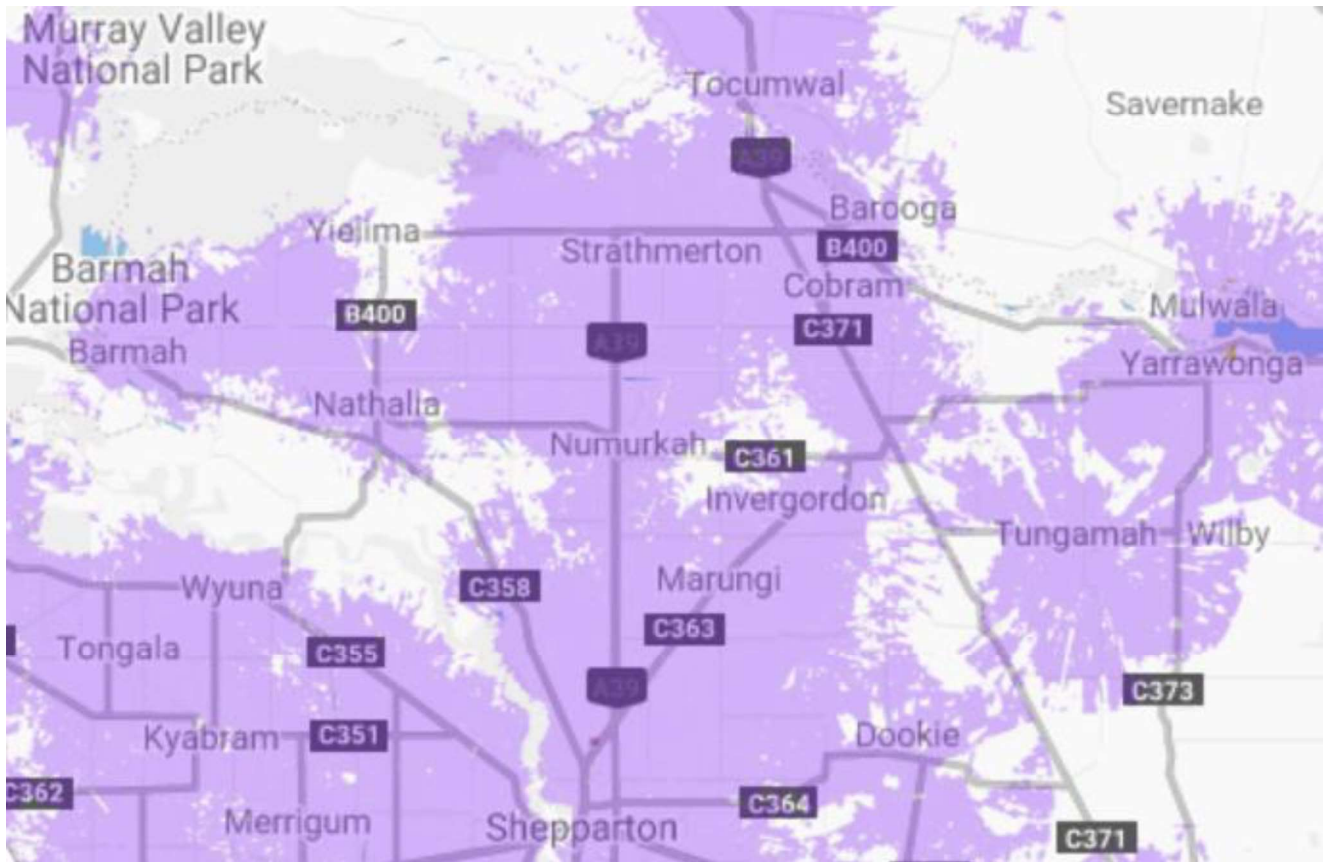 Murray Valley
National Park
Tocumwal
Savernake
A39
Barooga
Yielima
Strathmerton
B400
Barmah
National Park
Cobram
Mulwala
B400
C371
A39
Barmah
Yarrawonga
Nathalia
Numurkah
C361
Invergordon
Tungamah
Wilby
Wyuna
C358
Marungi
C363
Tongala
C355
A39
C373
Kyabram
C351
Dookie
C362
C364
Merrigum
Shepparton
C371